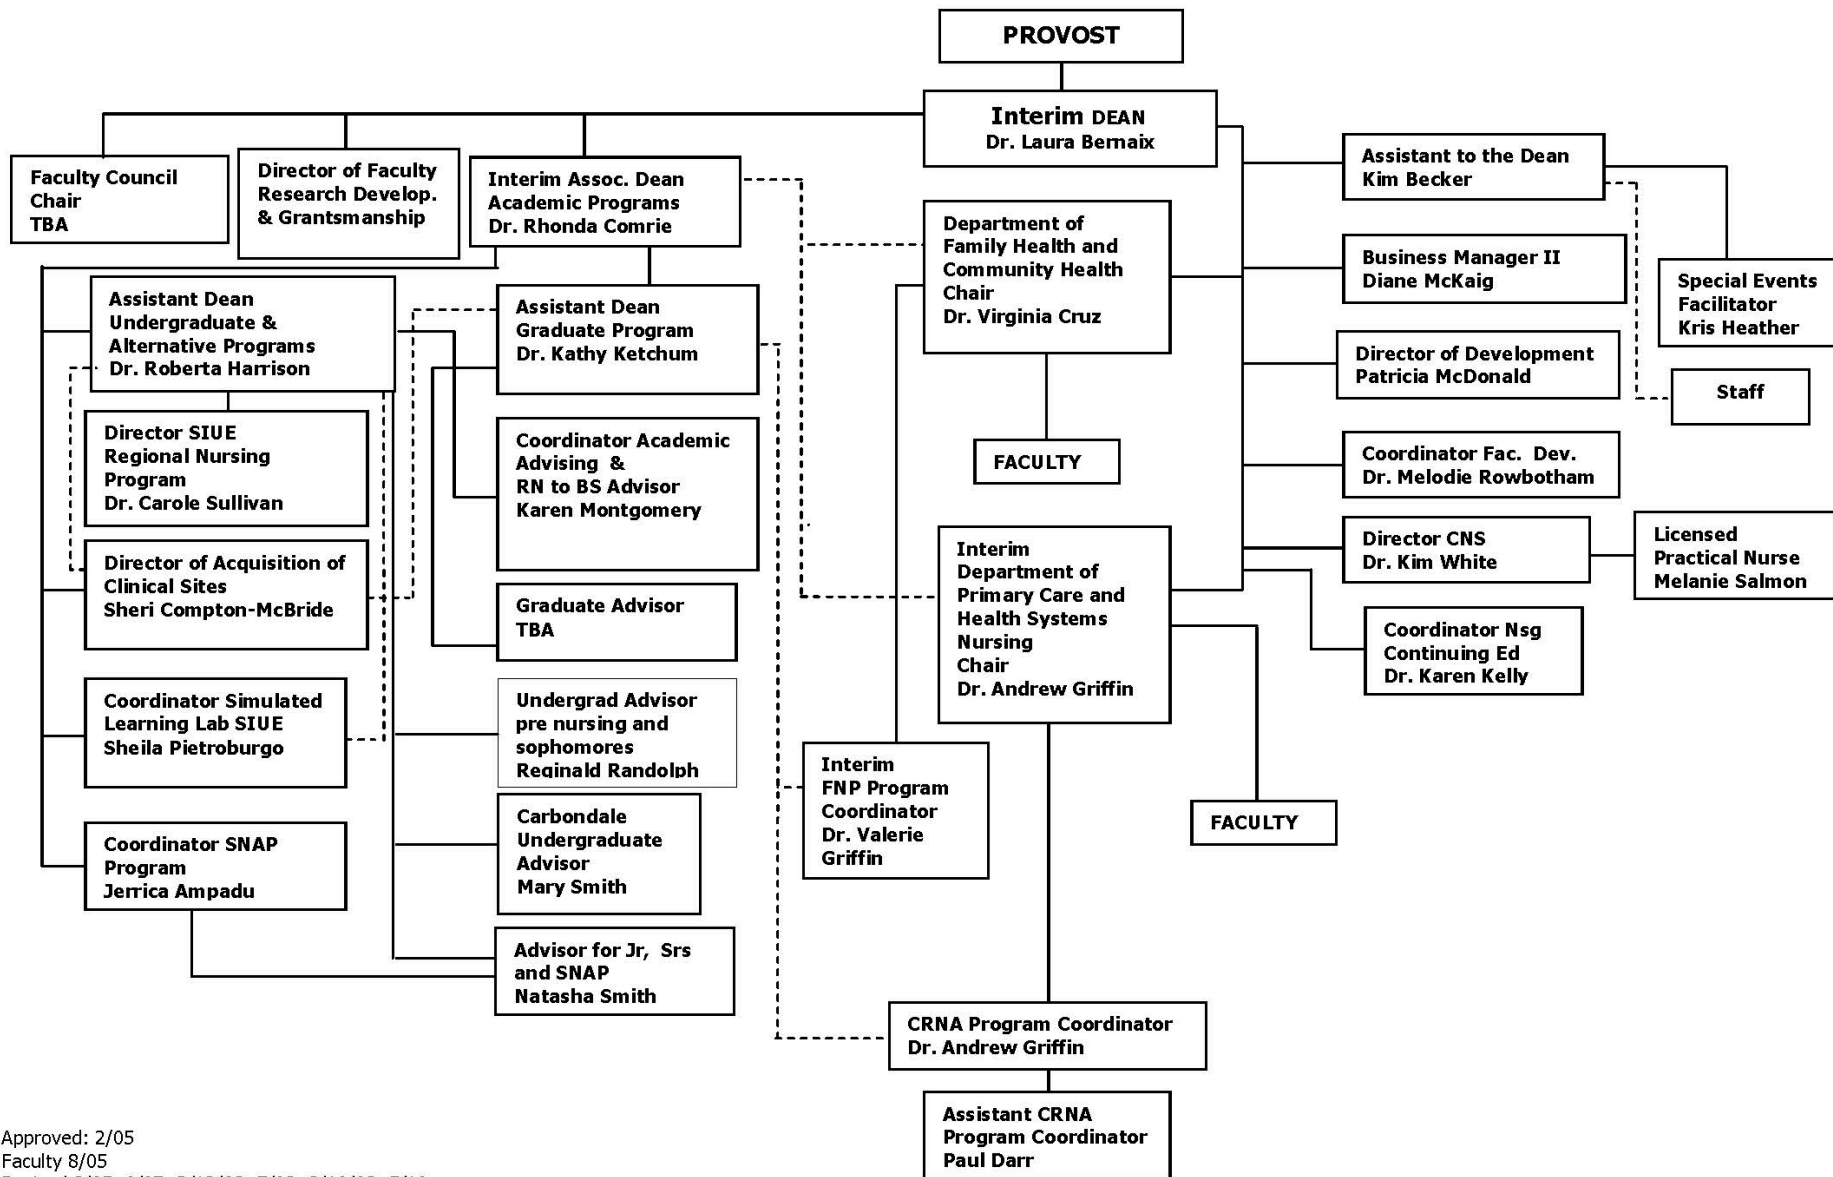 PROVOST
Interim DEAN
Dr. Laura Bernaix
Faculty Council
Chair
TBA
Director of Faculty
Research Develop.
& Grantsmanship
Interim Assoc. Dean
Academic Programs
Dr. Rhonda Comrie
Department of
Family Health and
Community Health
Chair
Dr. Virginia Cruz
Assistant to the Dean
Kim Becker
Business Manager II
Diane McKaig
Special Events
Facilitator
Kris Heather
Assistant Dean
Undergraduate &
Alternative Programs
Dr. Roberta Harrison
Assistant Dean
Graduate Program
Dr. Kathy Ketchum
Director of Development
Patricia McDonald
Staff
Director SIUE
Regional Nursing
Program
Dr. Carole Sullivan
Coordinator Academic
Advising &
RN to BS Advisor
Karen Montgomery
FACULTY
Coordinator Fac. Dev.
Dr. Melodie Rowbotham
Director of Acquisition of
Clinical Sites
Sheri Compton-McBride
Graduate Advisor
TBA
Interim
Department of
Primary Care and
Health Systems
Nursing
Chair
Dr. Andrew Griffin
Director CNS
Dr. Kim White
Licensed
Practical Nurse
Melanie Salmon
Coordinator Nsg
Continuing Ed
Dr. Karen Kelly
Coordinator Simulated
Learning Lab SIUE
Sheila Pietroburgo
Undergrad Advisor
pre nursing and
sophomores
Reginald Randolph
Interim
FNP Program
Coordinator
Dr. Valerie
Griffin
FACULTY
Coordinator SNAP
Program
Jerrica Ampadu
Carbondale
Undergraduate
Advisor
Mary Smith
Advisor for Jr, Srs
and SNAP
Natasha Smith
CRNA Program Coordinator
Dr. Andrew Griffin
Assistant CRNA
Program Coordinator
Paul Darr
Approved: 2/05
Faculty 8/05